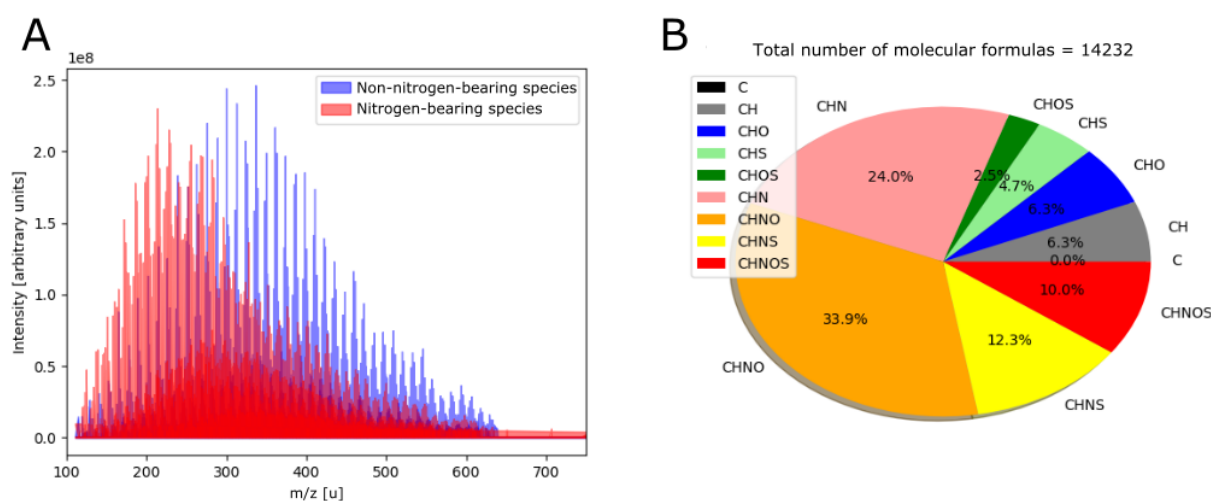 A
1e8
2.5
2.0
1.5
1.0
0.5
0.0
Intensity [arbitrary units]
Non-nitrogen-bearing species
Nitrogen-bearing species
100
200
300
400
500
600
700
m/z [u]
B
Total number of molecular formulas = 14232
C
CH
CHO
CHS
CHOS
CHN
CHNO
CHNS
CHNOS
CHN
CHOS
CHS
CHO
CH
C
CHNOS
CHNS
CHNO
24.0%
2.5%
4.7%
6.3%
6.3%
0.0%
10.0%
12.3%
33.9%